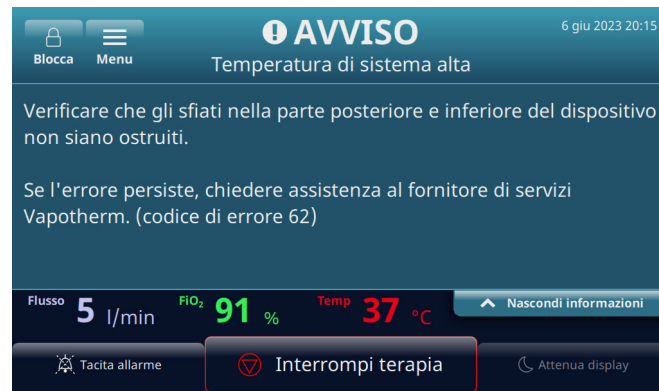 AVVISO
6 giu 2023 20:15
Blocca
Menu
Temperatura di sistema alta
Verificare che gli sfiati nella parte posteriore e inferiore del dispositivo
non siano ostruiti.
Se l'errore persiste, chiedere assistenza al fornitore di servizi
Vapotherm. (codice di errore 62)
Flusso 5 l/min
FiO₂ 91 %
Temp 37 °C
Nascondi informazioni
Tacita allarme
Interrompi terapia
Attenua display